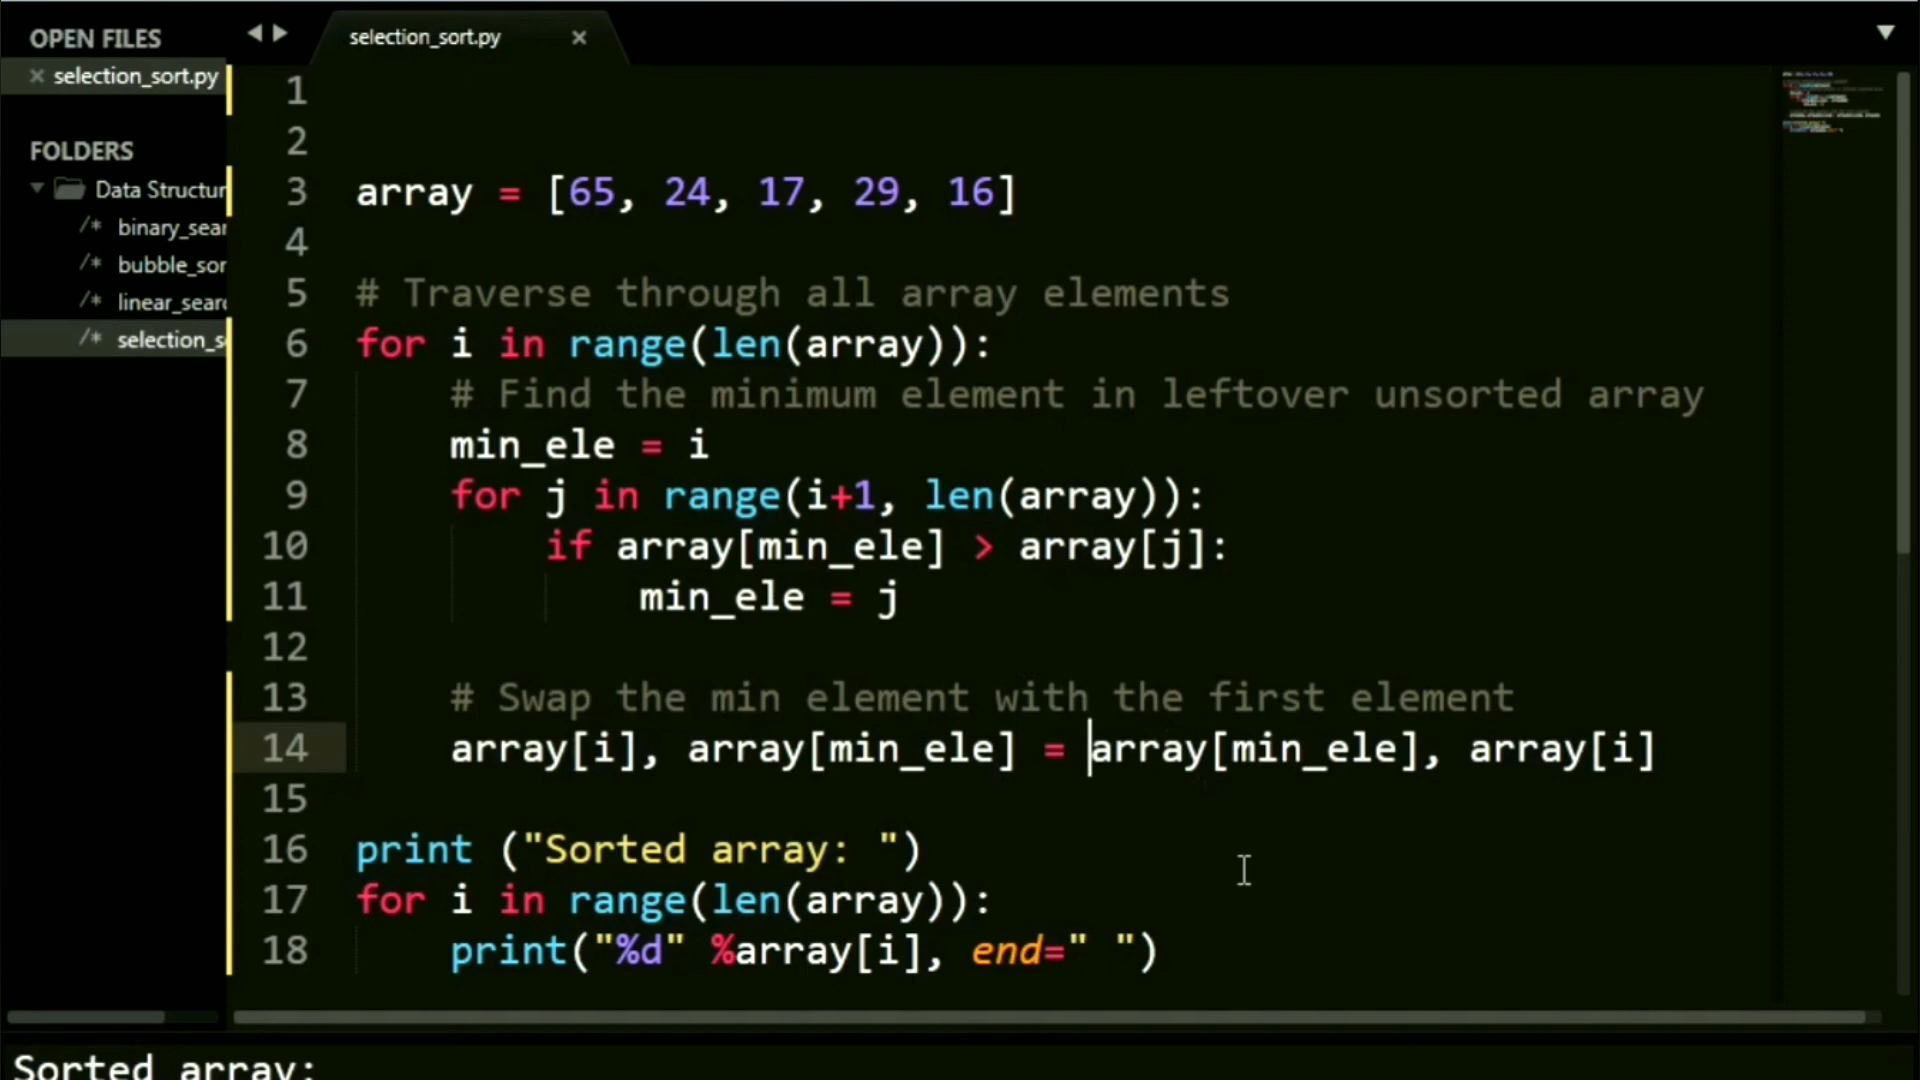 OPEN FILES
selection_sort.py
FOLDERS
Data Structur
/* binary_sear
/* bubble_sor
/* linear_sear
/* selection_s
selection_sort.py
1
2
3 array = [65, 24, 17, 29, 16]
4
5 # Traverse through all array elements
6 for i in range(len(array)):
7 # Find the minimum element in leftover unsorted array
8 min_ele = i
9 for j in range(i+1, len(array)):
10 if array[min_ele] > array[j]:
11 min_ele = j
12
13 # Swap the min element with the first element
14 array[i], array[min_ele] = array[min_ele], array[i]
15
16 print ("Sorted array: ")
17 for i in range(len(array)):
18 print("%d" %array[i], end=" ")
Sorted array: